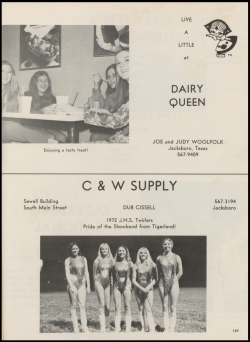 LIVE
A
LITTLE
at
DAIRY
QUEEN
Enjoying a tasty treat!
JOE and JUDY WOOLFOLK
Jacksboro, Texas
567-9409
C & W SUPPLY
Sewell Building
South Main Street
DUB CISSELL
567-3194
Jacksboro
1972 J.H.S. Twirlers
Pride of the Showband from Tigerland!